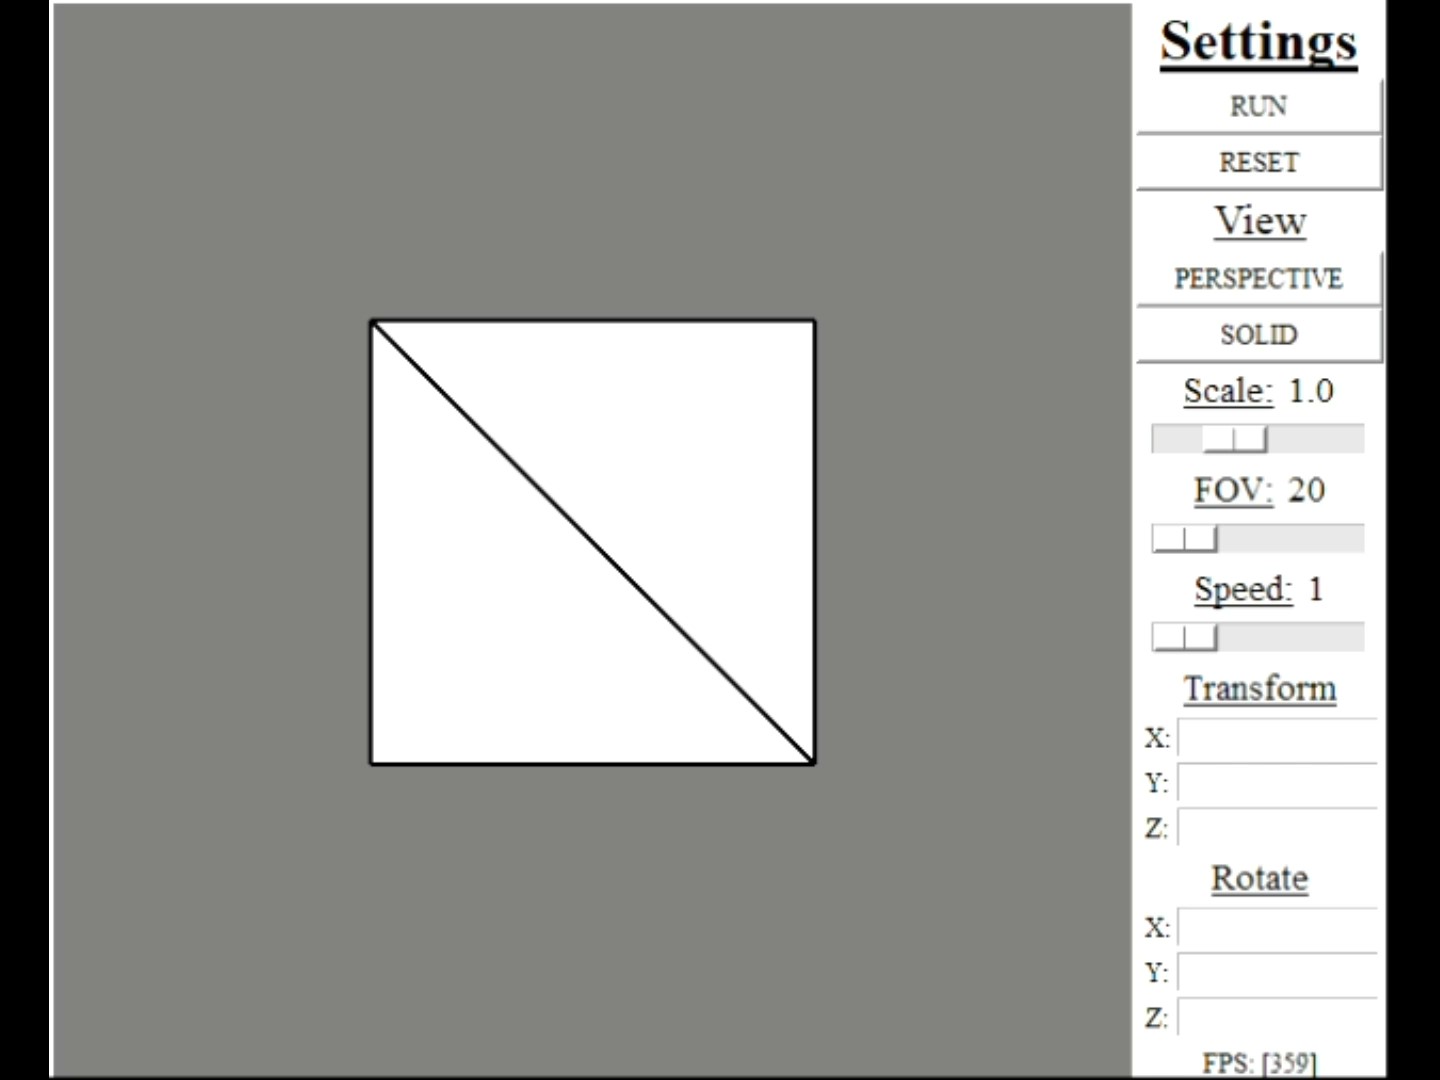 Settings
RUN
RESET
View
PERSPECTIVE
SOLID
Scale: 1.0
FOV: 20
Speed: 1
Transform
X:
Y:
Z:
Rotate
X:
Y:
Z:
FPS: [359]